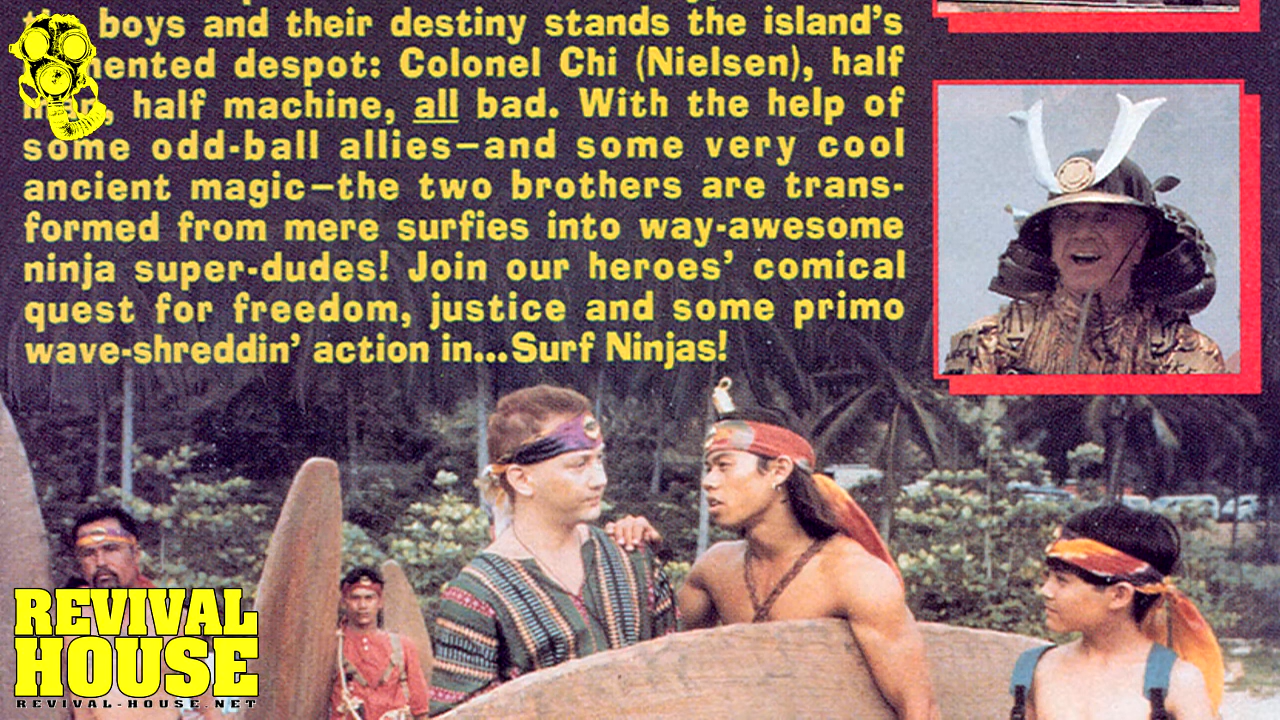 boys and their destiny stands the island's
mented despot: Colonel Chi (Nielsen), half
half machine, all bad. With the help of
some odd-ball allies—and some very cool
ancient magic—the two brothers are trans-
formed from mere surfies into way-awesome
ninja super-dudes! Join our heroes' comical
quest for freedom, justice and some primo
wave-shreddin' action in...Surf Ninjas!
REVIVAL
HOUSE
REVIVAL-HOUSE.NET